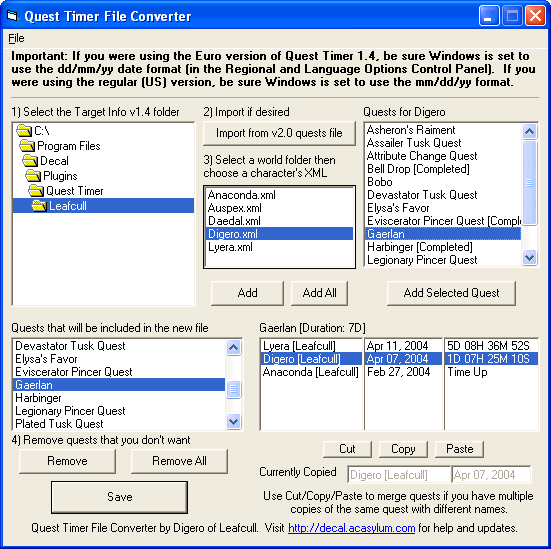 Quest Timer File Converter
File
Important: If you were using the Euro version of Quest Timer 1.4, be sure Windows is set to
use the dd/mm/yy date format (in the Regional and Language Options Control Panel). If you
were using the regular (US) version, be sure Windows is set to use the mm/dd/yy format.
1) Select the Target Info v1.4 folder
C:\
Program Files
Decal
Plugins
Quest Timer
Leafcull
2) Import if desired
Import from v2.0 quests file
3) Select a world folder then
choose a character's XML
Anaconda.xml
Auspex.xml
Daedal.xml
Digero.xml
Lyera.xml
Add
Add All
Quests for Digero
Asheron's Raiment
Assailer Tusk Quest
Attribute Change Quest
Bell Drop [Completed]
Bobo
Devastator Tusk Quest
Elysa's Favor
Eviscerator Pincer Quest [Comple
Gaerlan
Harbinger [Completed]
Legionary Pincer Quest
Add Selected Quest
Quests that will be included in the new file
Devastator Tusk Quest
Elysa's Favor
Eviscerator Pincer Quest
Gaerlan
Harbinger
Legionary Pincer Quest
Plated Tusk Quest
4) Remove quests that you don't want
Remove
Remove All
Save
Gaerlan [Duration: 7D]
Lyera [Leafcull] Apr 11, 2004 5D 08H 36M 52S
Digero [Leafcull] Apr 07, 2004 1D 07H 25M 10S
Anaconda [Leafcull] Feb 27, 2004 Time Up
Cut
Copy
Paste
Currently Copied
Digero [Leafcull] Apr 07, 2004
Use Cut/Copy/Paste to merge quests if you have multiple
copies of the same quest with different names.
Quest Timer File Converter by Digero of Leafcull. Visit http://decal.acasylum.com for help and updates.